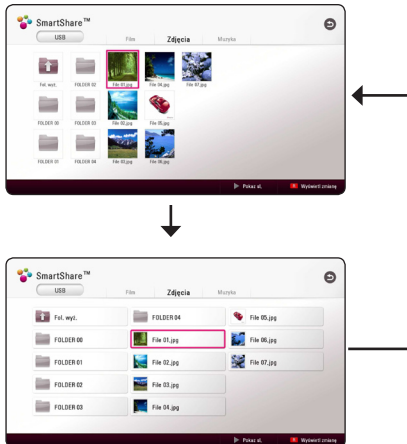 SmartShare™
USB Film Zdjęcia Muzyka
Fol. wyż. FOLDER 02 File 01.jpg File 04.jpg File 07.jpg
FOLDER 00 FOLDER 03 File 02.jpg File 05.jpg
FOLDER 01 FOLDER 04 File 03.jpg File 06.jpg
Pokaz sl. Wyświetl zmiany
SmartShare™
USB Film Zdjęcia Muzyka
Fol. wyż. FOLDER 04 File 05.jpg
FOLDER 00 File 01.jpg File 06.jpg
FOLDER 01 File 02.jpg File 07.jpg
FOLDER 02 File 03.jpg
FOLDER 03 File 04.jpg
Pokaz sl. Wyświetl zmiany